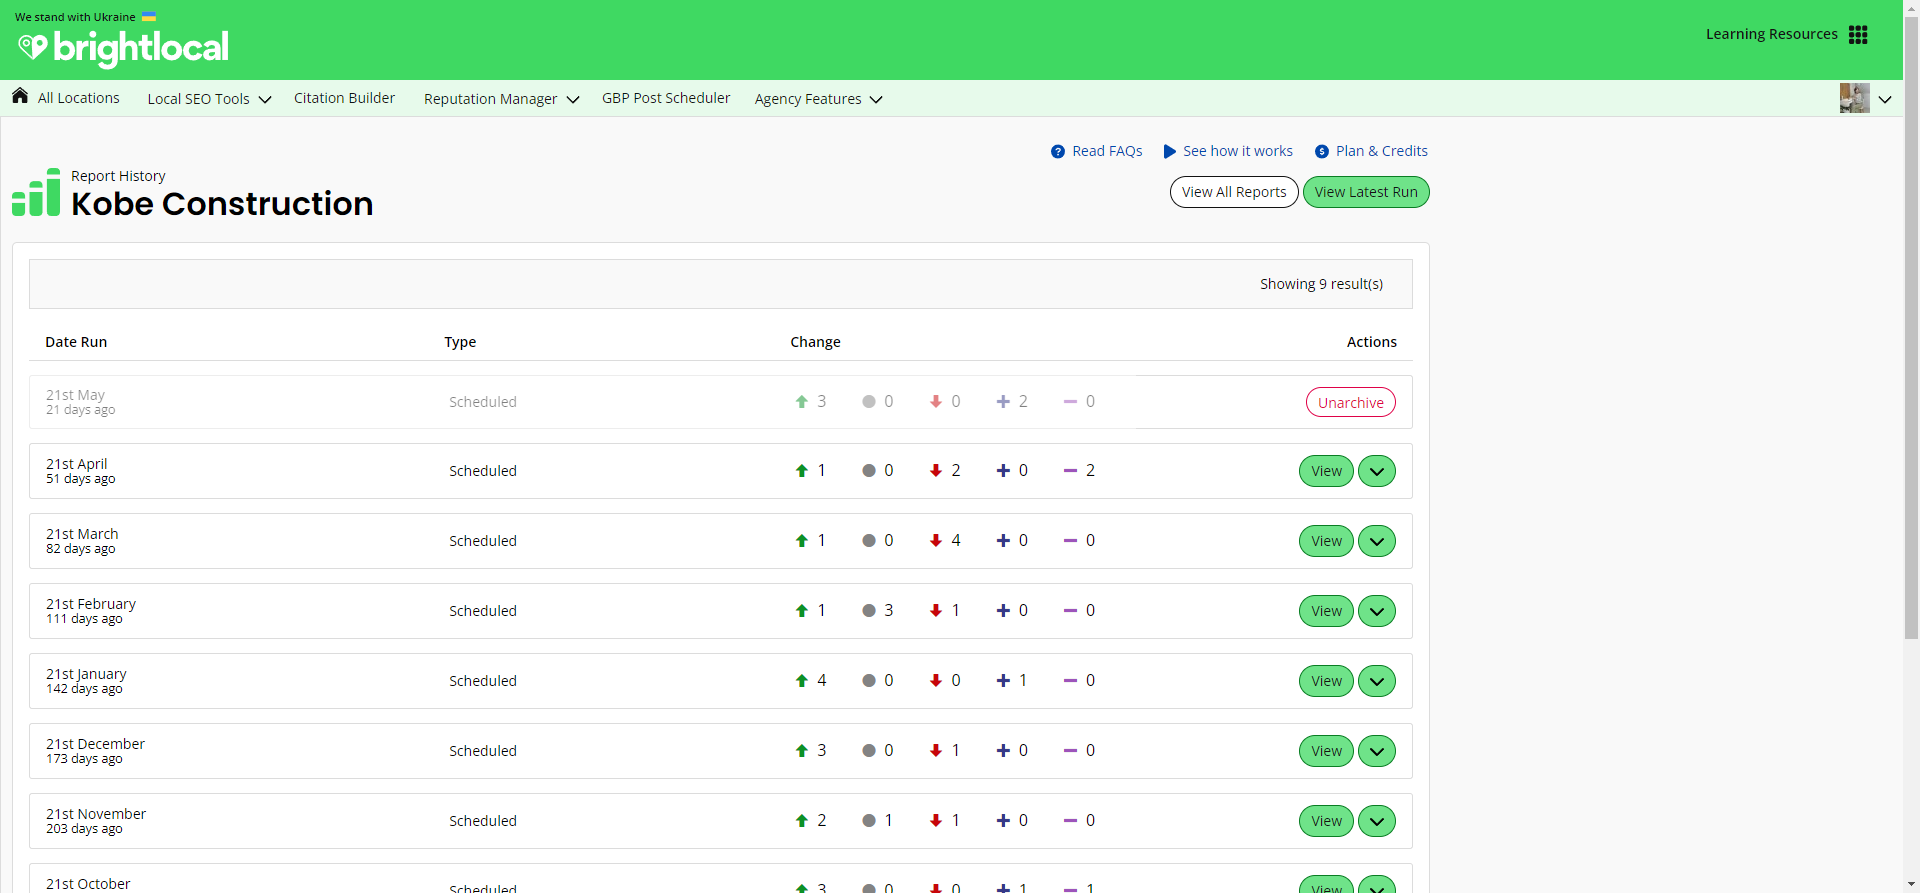 We stand with Ukraine
brightlocal
Learning Resources
All Locations Local SEO Tools Citation Builder Reputation Manager GBP Post Scheduler Agency Features
Read FAQs See how it works Plan & Credits
Report History
Kobe Construction
View All Reports View Latest Run
Showing 9 result(s)
Date Run Type Change Actions
21st May
21 days ago
Scheduled 3 0 0 2 0 Unarchive
21st April
51 days ago
Scheduled 1 0 2 0 2 View
21st March
82 days ago
Scheduled 1 0 4 0 0 View
21st February
111 days ago
Scheduled 1 3 1 0 0 View
21st January
142 days ago
Scheduled 4 0 0 1 0 View
21st December
173 days ago
Scheduled 3 0 1 0 0 View
21st November
203 days ago
Scheduled 2 1 1 0 0 View
21st October
Scheduled 3 0 0 1 1 View